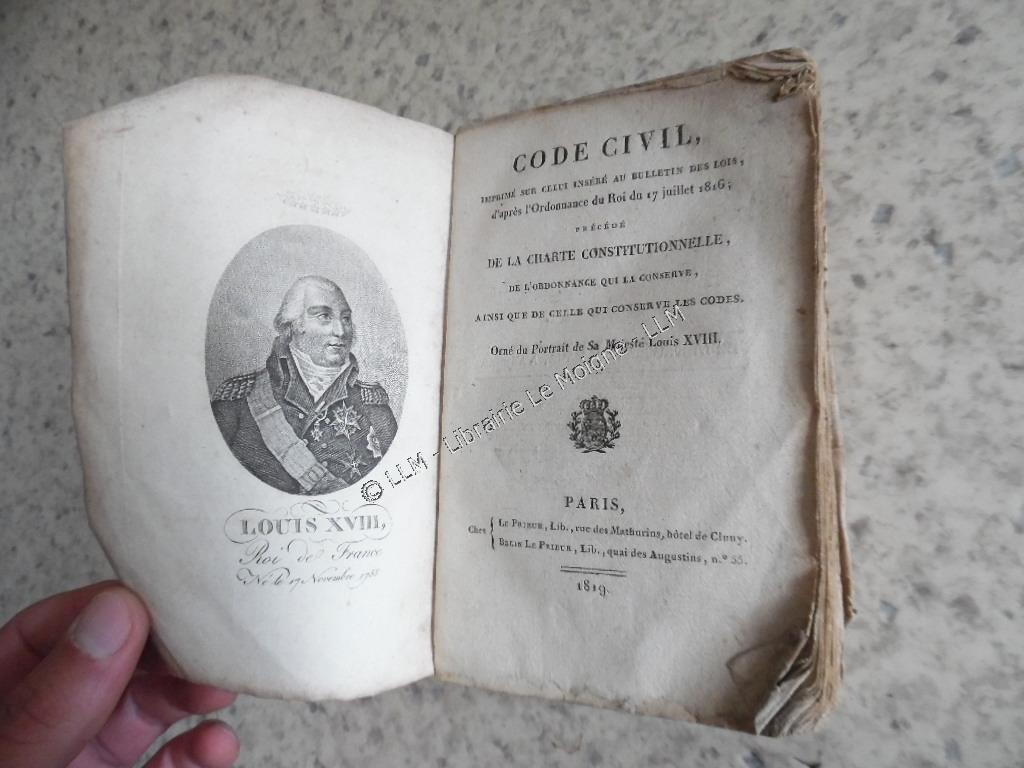 LOUIS XVIII,
Roi de France
Né le 17 Novembre 1755
CODE CIVIL,
IMPRIMÉ SUR CELUI INSÉRÉ AU BULLETIN DES LOIS,
d'après l'Ordonnance du Roi du 17 juillet 1816;
PRÉCÉDÉ
DE LA CHARTE CONSTITUTIONNELLE,
DE L'ORDONNANCE QUI LA CONSERVE,
AINSI QUE DE CELLE QUI CONSERVE LES CODES.
Orné du Portrait de Sa Majesté Louis XVIII.
PARIS,
Chez { LE PRIEUR, Lib., rue des Mathurins, hôtel de Cluny.
BELIN LE PRIEUR, Lib., quai des Augustins, n.° 55.
1819.
© LLM - Librairie Le Moigne - LLM